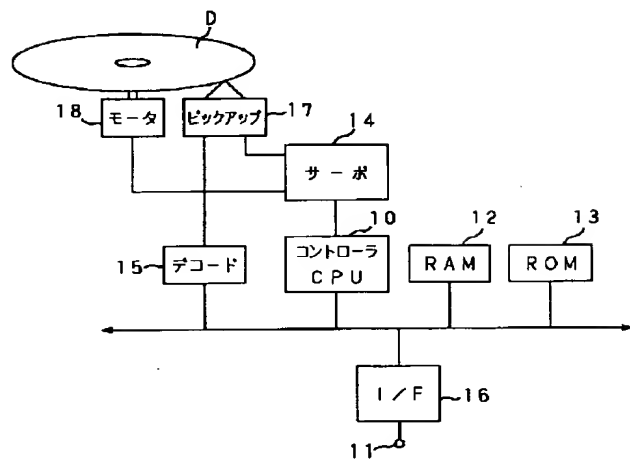 D
18
モータ
ピックアップ
17
14
サーボ
10
12
13
15
デコード
コントローラ
CPU
RAM
ROM
I/F
16
11